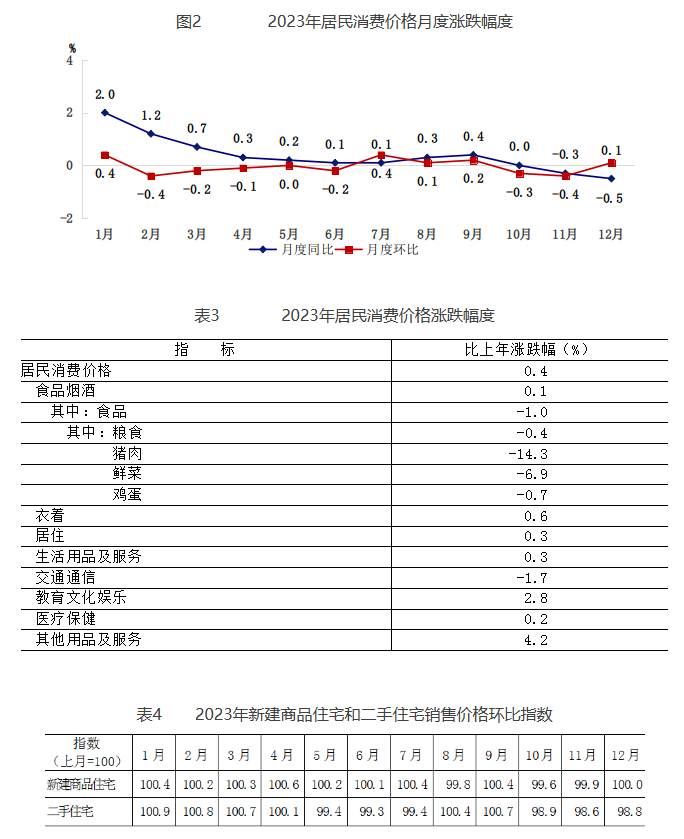 图2 2023年居民消费价格月度涨跌幅度
%
4
2
0
-2
2.0 1.2 0.7 0.3 0.2 0.1 0.1 0.3 0.4 0.0 -0.3 -0.5
0.4 -0.4 -0.2 -0.1 0.0 -0.2 0.4 0.1 0.2 -0.3 -0.4 0.1
1月 2月 3月 4月 5月 6月 7月 8月 9月 10月 11月 12月
月度同比 月度环比
表3 2023年居民消费价格涨跌幅度
指 标 比上年涨跌幅（%）
居民消费价格 0.4
食品烟酒 0.1
其中：食品 -1.0
其中：粮食 -0.4
猪肉 -14.3
鲜菜 -6.9
鸡蛋 -0.7
衣着 0.6
居住 0.3
生活用品及服务 0.3
交通通信 -1.7
教育文化娱乐 2.8
医疗保健 0.2
其他用品及服务 4.2
表4 2023年新建商品住宅和二手住宅销售价格环比指数
指数
（上月=100） 1月 2月 3月 4月 5月 6月 7月 8月 9月 10月 11月 12月
新建商品住宅 100.4 100.2 100.3 100.6 100.2 100.1 100.4 99.8 100.4 99.6 99.9 100.0
二手住宅 100.9 100.8 100.7 100.1 99.4 99.3 99.4 100.4 100.7 98.9 98.6 98.8